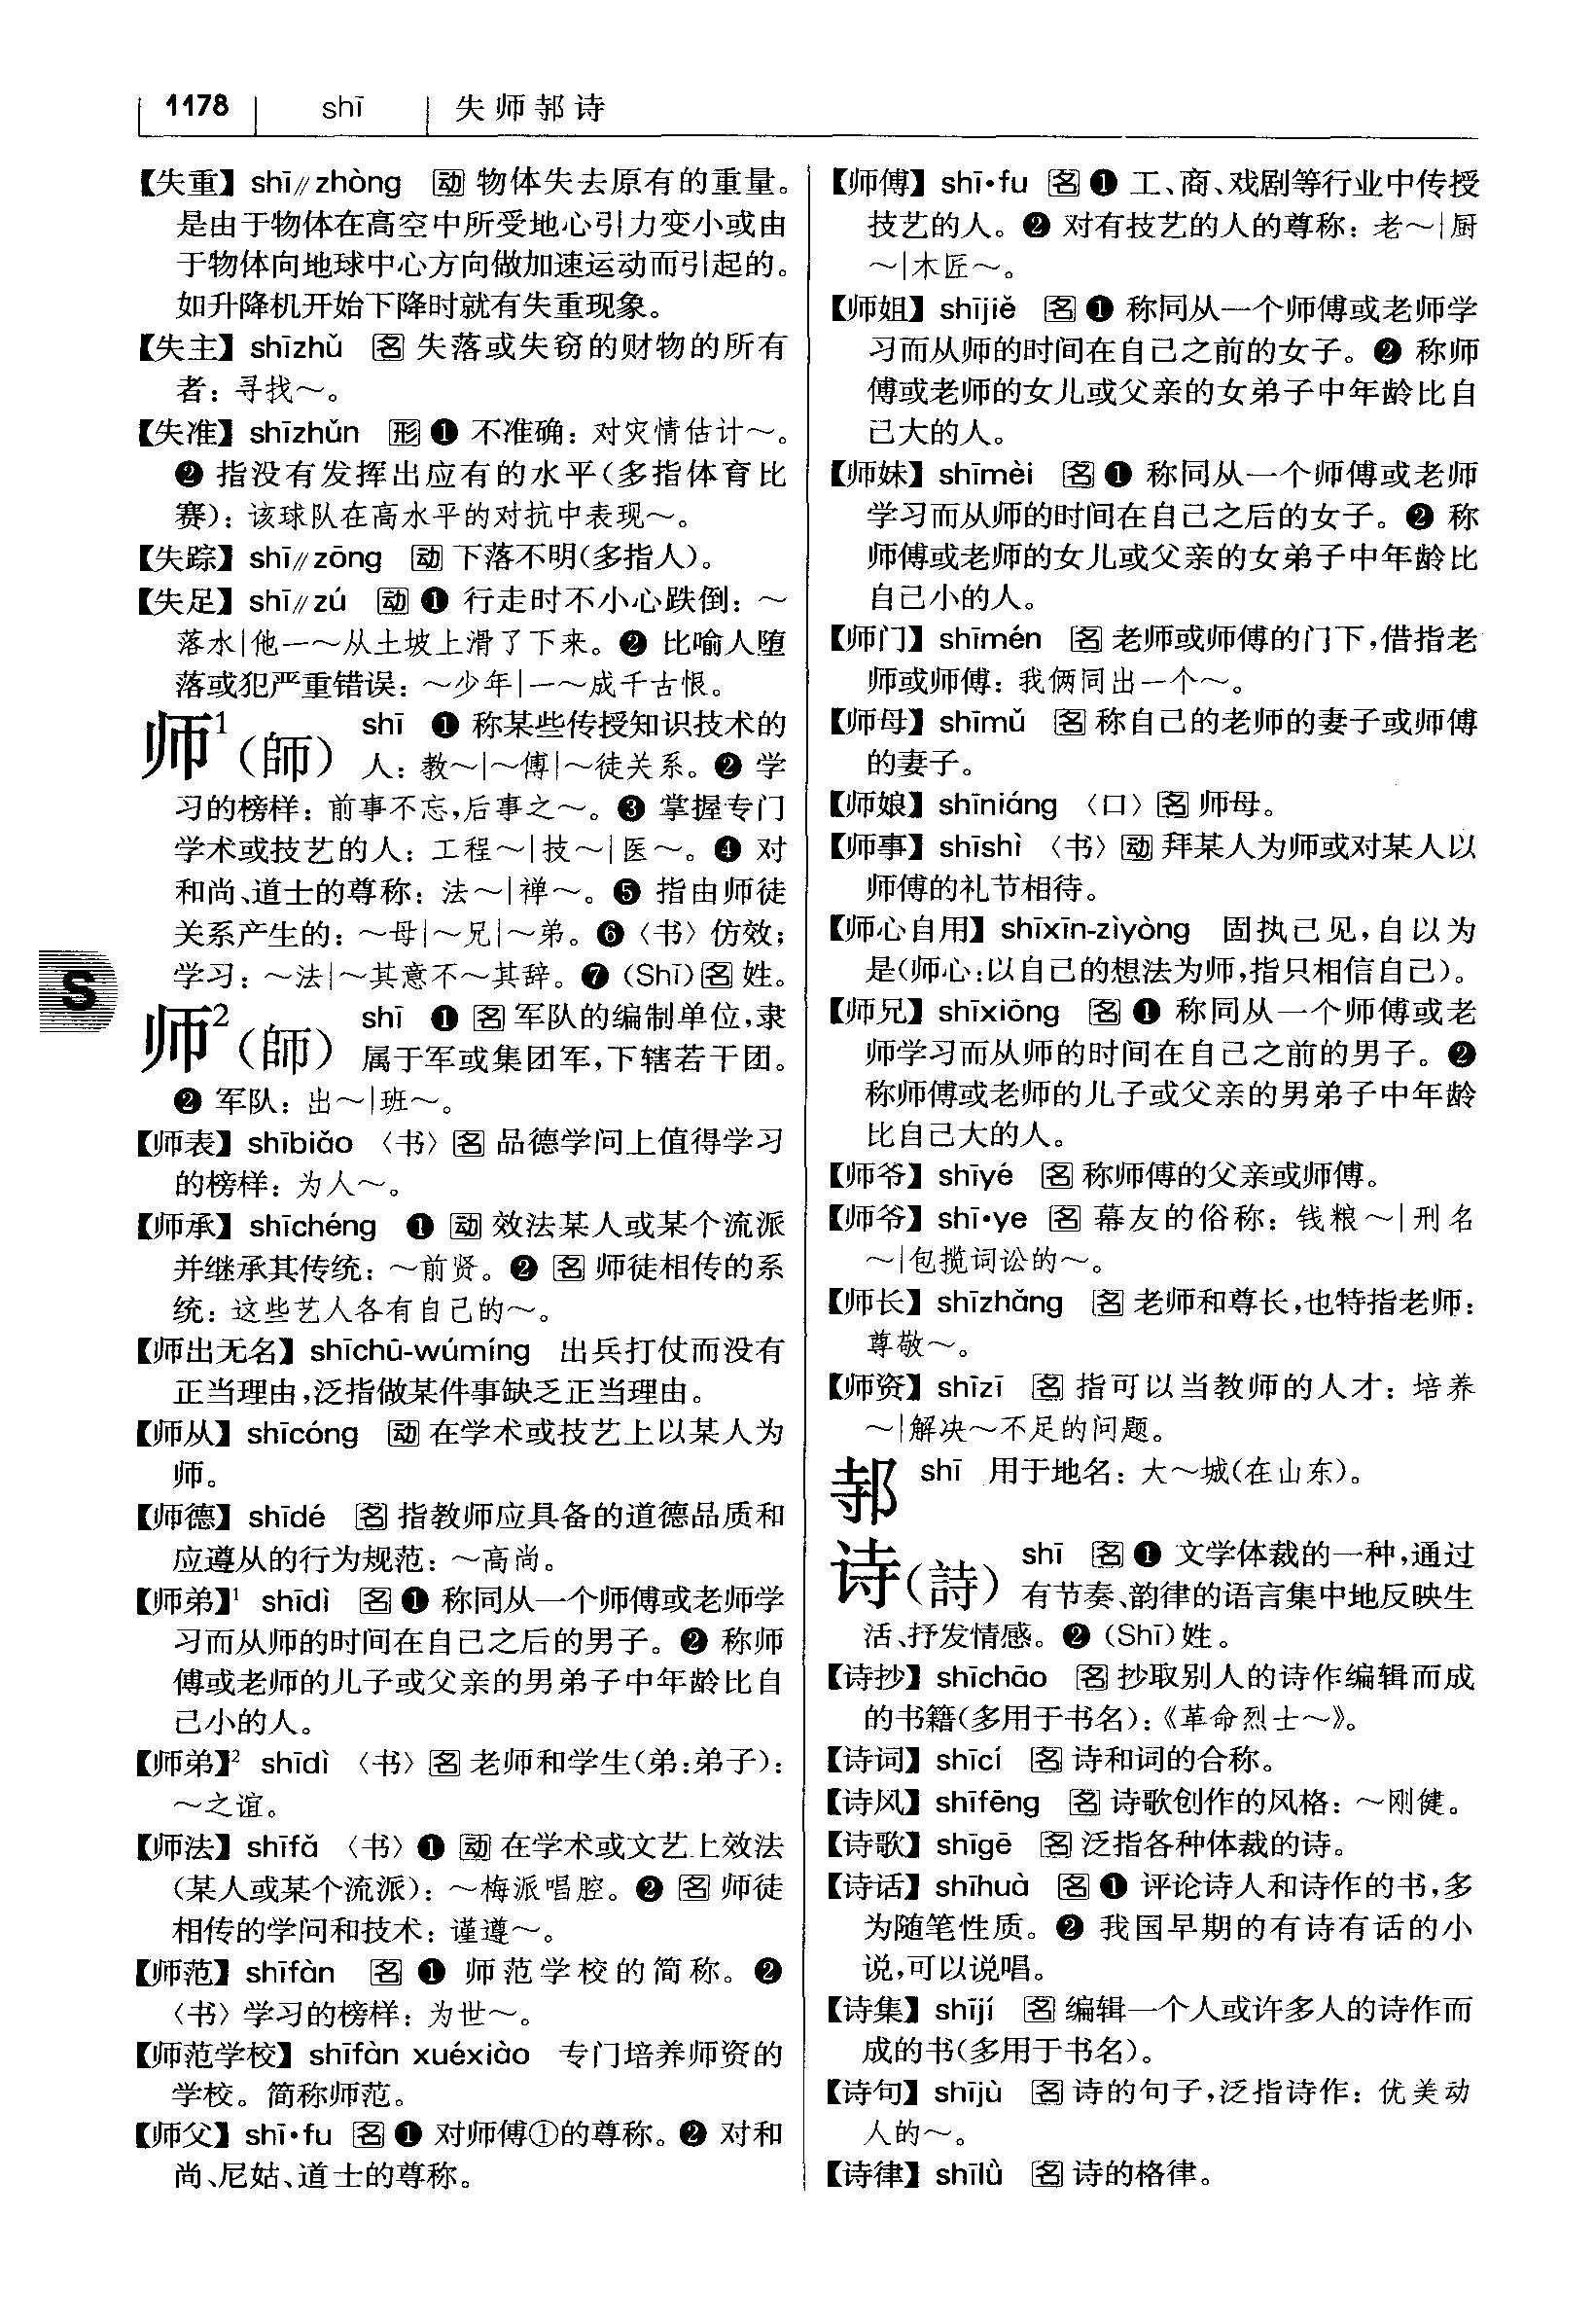 1178 shī 失师邿诗
【失重】shī∥zhòng 动 物体失去原有的重量。
是由于物体在高空中所受地心引力变小或由
于物体向地球中心方向做加速运动而引起的。
如升降机开始下降时就有失重现象。
【失主】shīzhǔ 名 失落或失窃的财物的所有
者：寻找～。
【失准】shīzhǔn 形 ❶ 不准确：对灾情估计～。
❷ 指没有发挥出应有的水平（多指体育比
赛）：该球队在高水平的对抗中表现～。
【失踪】shī∥zōng 动 下落不明（多指人）。
【失足】shī∥zú 动 ❶ 行走时不小心跌倒：～
落水|他一～从土坡上滑了下来。❷ 比喻人堕
落或犯严重错误：～少年|一～成千古恨。
师¹（師） shī ❶ 称某些传授知识技术的
人：教～|～傅|～徒关系。❷ 学
习的榜样：前事不忘，后事之～。❸ 掌握专门
学术或技艺的人：工程～|技～|医～。❹ 对
和尚、道士的尊称：法～|禅～。❺ 指由师徒
关系产生的：～母|～兄|～弟。❻〈书〉仿效；
学习：～法|～其意不～其辞。❼（Shī）名 姓。
师²（師） shī ❶ 名 军队的编制单位，隶
属于军或集团军，下辖若干团。
❷ 军队：出～|班～。
【师表】shībiǎo〈书〉名 品德学问上值得学习
的榜样：为人～。
【师承】shīchéng ❶ 动 效法某人或某个流派
并继承其传统：～前贤。❷ 名 师徒相传的系
统：这些艺人各有自己的～。
【师出无名】shīchū-wúmíng 出兵打仗而没有
正当理由，泛指做某件事缺乏正当理由。
【师从】shīcóng 动 在学术或技艺上以某人为
师。
【师德】shīdé 名 指教师应具备的道德品质和
应遵从的行为规范：～高尚。
【师弟】¹ shīdì 名 ❶ 称同从一个师傅或老师学
习而从师的时间在自己之后的男子。❷ 称师
傅或老师的儿子或父亲的男弟子中年龄比自
己小的人。
【师弟】² shīdì〈书〉名 老师和学生（弟：弟子）：
～之谊。
【师法】shīfǎ〈书〉❶ 动 在学术或文艺上效法
（某人或某个流派）：～梅派唱腔。❷ 名 师徒
相传的学问和技术：谨遵～。
【师范】shīfàn 名 ❶ 师范学校的简称。❷
〈书〉学习的榜样：为世～。
【师范学校】shīfàn xuéxiào 专门培养师资的
学校。简称师范。
【师父】shī·fu 名 ❶ 对师傅①的尊称。❷ 对和
尚、尼姑、道士的尊称。
【师傅】shī·fu 名 ❶ 工、商、戏剧等行业中传授
技艺的人。❷ 对有技艺的人的尊称：老～|厨
～|木匠～。
【师姐】shījiě 名 ❶ 称同从一个师傅或老师学
习而从师的时间在自己之前的女子。❷ 称师
傅或老师的女儿或父亲的女弟子中年龄比自
己大的人。
【师妹】shīmèi 名 ❶ 称同从一个师傅或老师
学习而从师的时间在自己之后的女子。❷ 称
师傅或老师的女儿或父亲的女弟子中年龄比
自己小的人。
【师门】shīmén 名 老师或师傅的门下，借指老
师或师傅：我俩同出一个～。
【师母】shīmǔ 名 称自己的老师的妻子或师傅
的妻子。
【师娘】shīniáng〈口〉名 师母。
【师事】shīshì〈书〉动 拜某人为师或对某人以
师傅的礼节相待。
【师心自用】shīxīn-zìyòng 固执己见，自以为
是（师心：以自己的想法为师，指只相信自己）。
【师兄】shīxiōng 名 ❶ 称同从一个师傅或老
师学习而从师的时间在自己之前的男子。❷
称师傅或老师的儿子或父亲的男弟子中年龄
比自己大的人。
【师爷】shīyé 名 称师傅的父亲或师傅。
【师爷】shī·ye 名 幕友的俗称：钱粮～|刑名
～|包揽词讼的～。
【师长】shīzhǎng 名 老师和尊长，也特指老师：
尊敬～。
【师资】shīzī 名 指可以当教师的人才：培养
～|解决～不足的问题。
邿 shī 用于地名：大～城（在山东）。
诗（詩） shī 名 ❶ 文学体裁的一种，通过
有节奏、韵律的语言集中地反映生
活、抒发情感。❷（Shī）姓。
【诗抄】shīchāo 名 抄取别人的诗作编辑而成
的书籍（多用于书名）：《革命烈士～》。
【诗词】shīcí 名 诗和词的合称。
【诗风】shīfēng 名 诗歌创作的风格：～刚健。
【诗歌】shīgē 名 泛指各种体裁的诗。
【诗话】shīhuà 名 ❶ 评论诗人和诗作的书，多
为随笔性质。❷ 我国早期的有诗有话的小
说，可以说唱。
【诗集】shījí 名 编辑一个人或许多人的诗作而
成的书（多用于书名）。
【诗句】shījù 名 诗的句子，泛指诗作：优美动
人的～。
【诗律】shīlǜ 名 诗的格律。
S